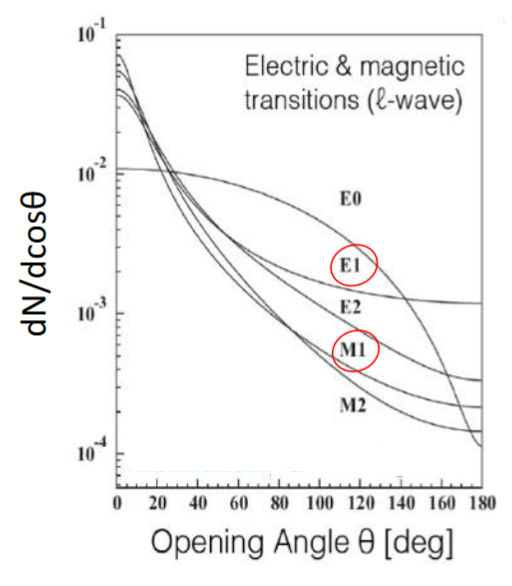 10⁻¹
Electric & magnetic
transitions (ℓ-wave)
10⁻²
E0
E1
E2
10⁻³
M1
M2
10⁻⁴
dN/dcosθ
0 20 40 60 80 100 120 140 160 180
Opening Angle θ [deg]